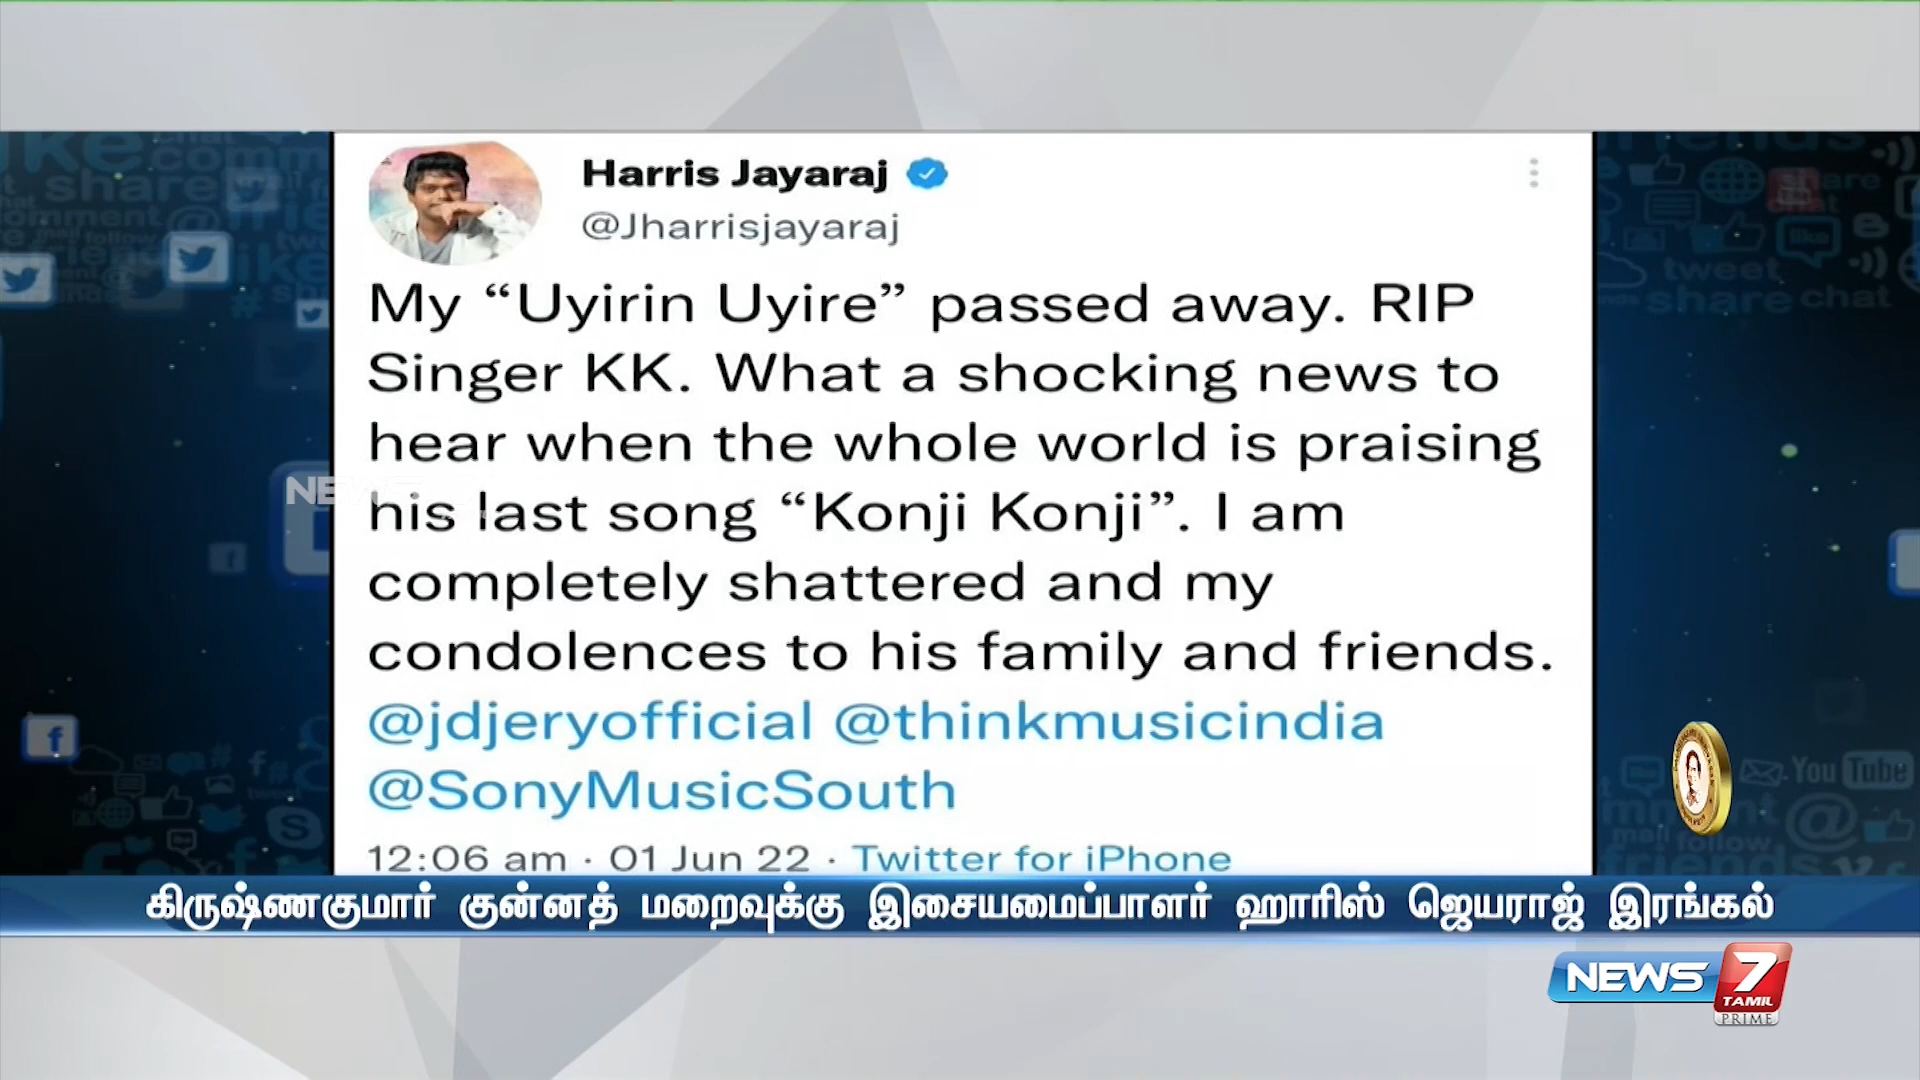 Harris Jayaraj
@Jharrisjayaraj
My “Uyirin Uyire” passed away. RIP
Singer KK. What a shocking news to
hear when the whole world is praising
his last song “Konji Konji”. I am
completely shattered and my
condolences to his family and friends.
@jdjeryofficial @thinkmusicindia
@SonyMusicSouth
12:06 am · 01 Jun 22 · Twitter for iPhone
கிருஷ்ணகுமார் குன்னத் மறைவுக்கு இசையமைப்பாளர் ஹாரிஸ் ஜெயராஜ் இரங்கல்
NEWS 7
TAMIL
PRIME